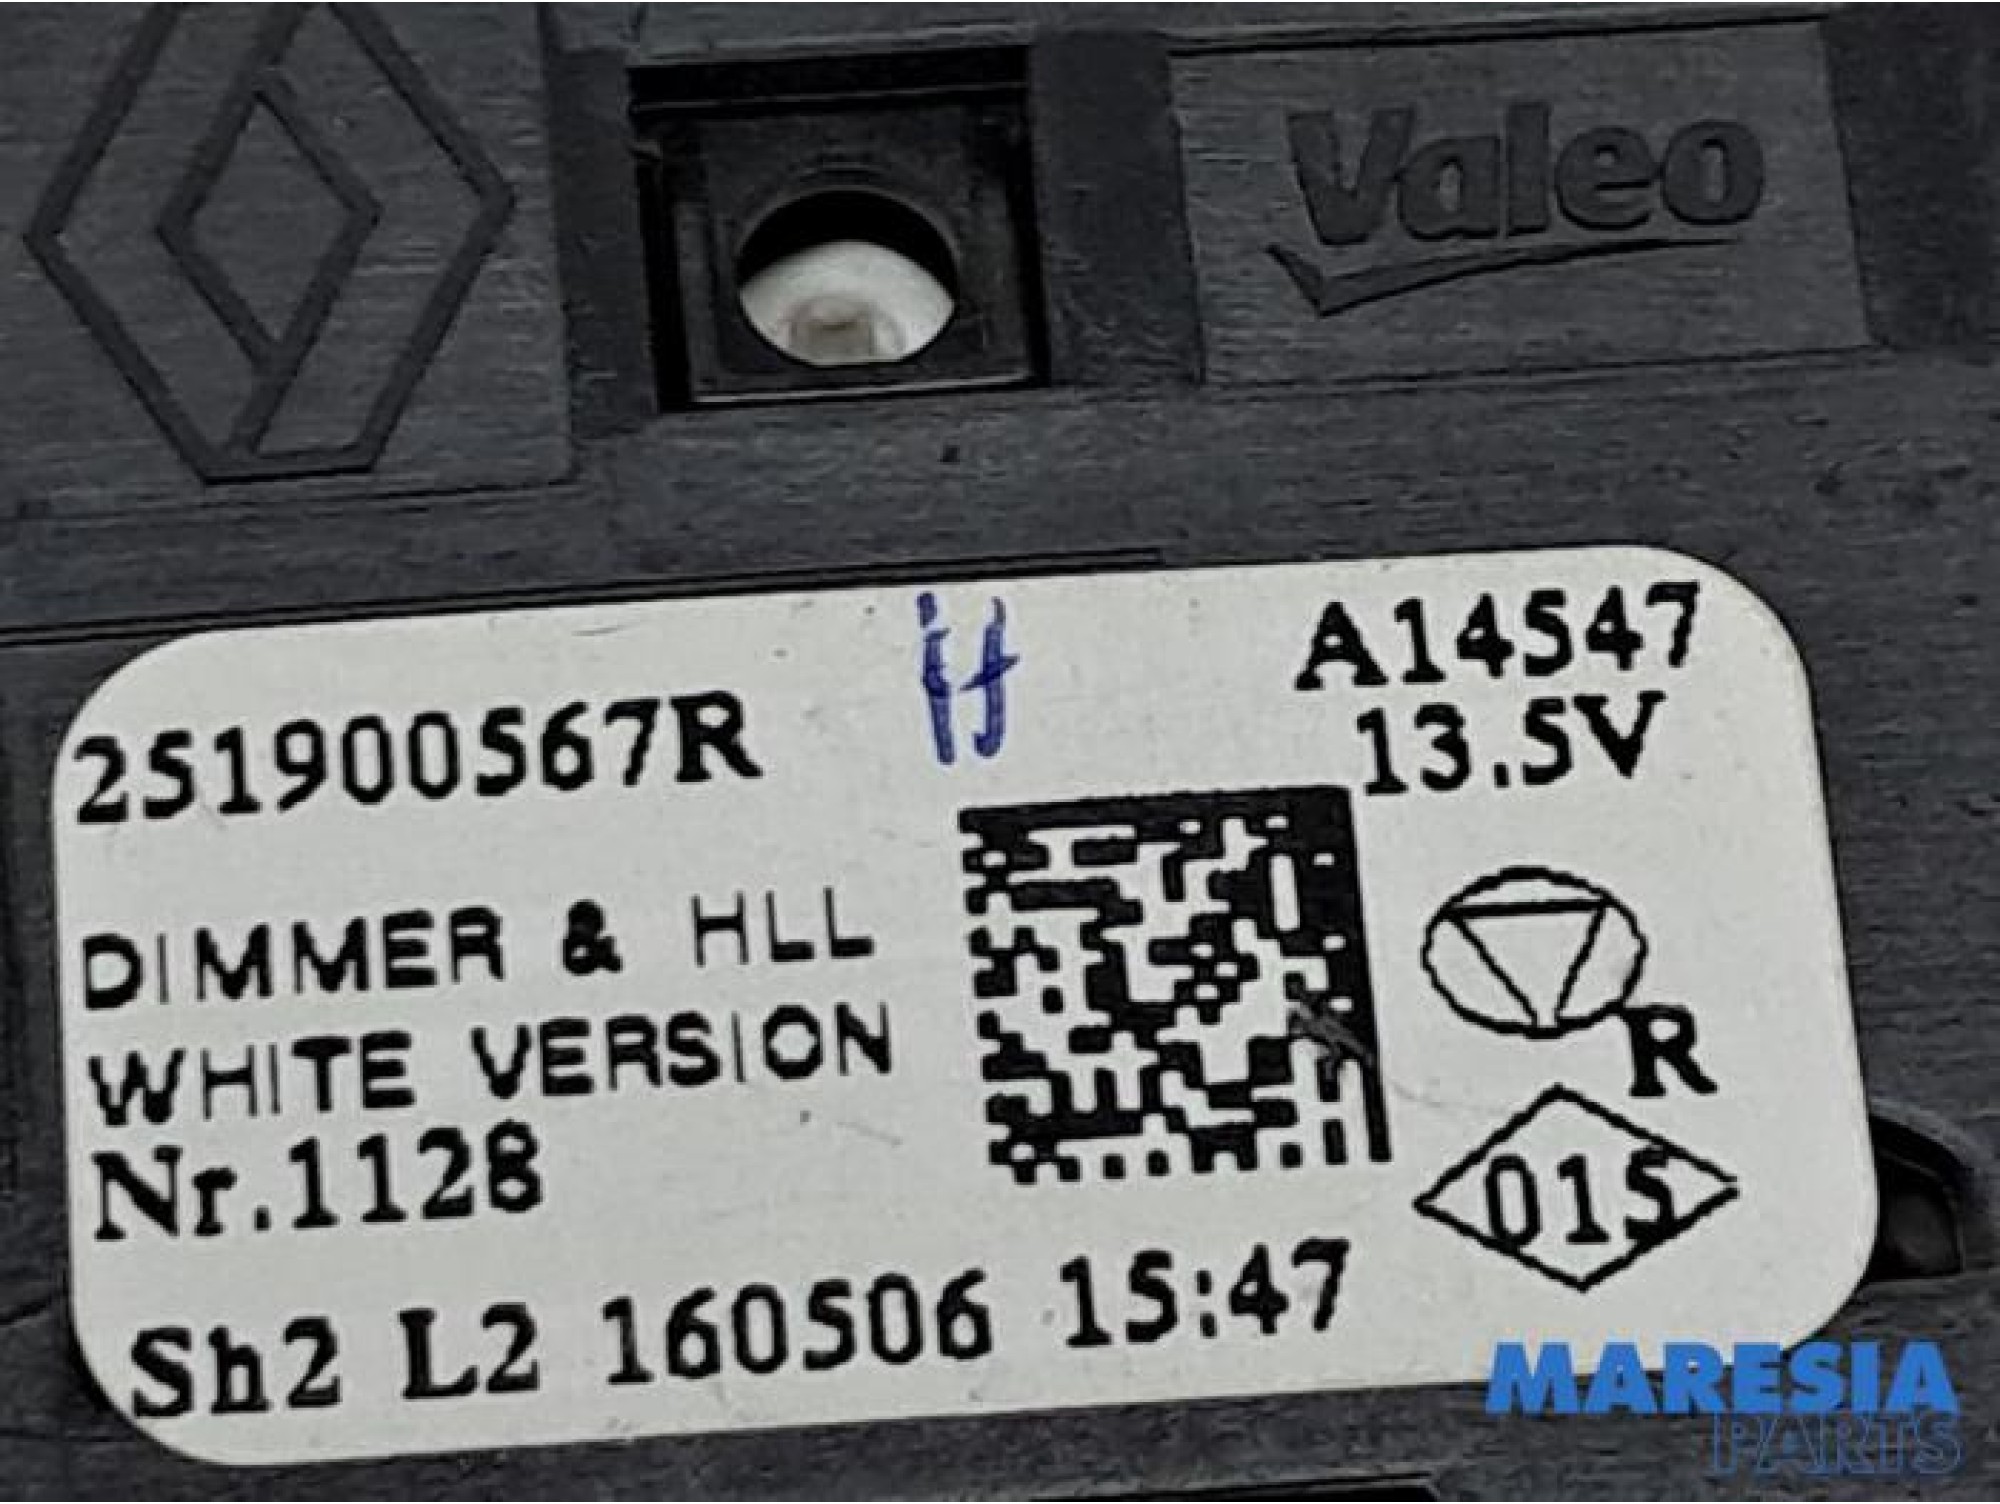 Valeo
A14547
251900567R
13.5V
DIMMER & HLL
WHITE VERSION
R
Nr.1128
015
Sh2 L2 160506 15:47
MARESIA
PARTS